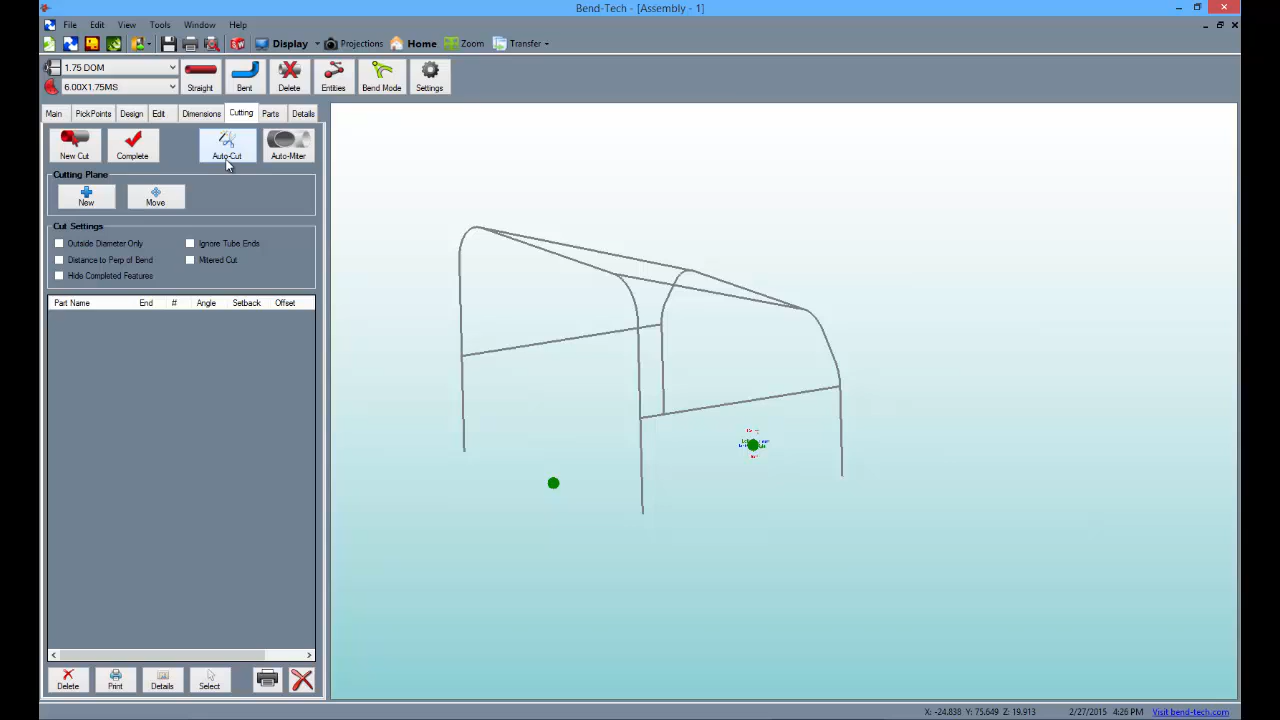 Bend-Tech - [Assembly - 1]
File Edit View Tools Window Help
Display Projections Home Zoom Transfer
1.75 DOM
6.00X1.75MS
Straight Bent Delete Entities Bend Mode Settings
Main PickPoints Design Edit Dimensions Cutting Parts Details
New Cut Complete Auto-Cut Auto-Miter
Cutting Plane
New Move
Cut Settings
Outside Diameter Only Ignore Tube Ends
Distance to Perp of Bend Mitered Cut
Hide Completed Features
Part Name End # Angle Setback Offset
Delete Print Details Select
X: -24.838 Y: 75.649 Z: 19.913 2/27/2015 4:26 PM Visit bend-tech.com